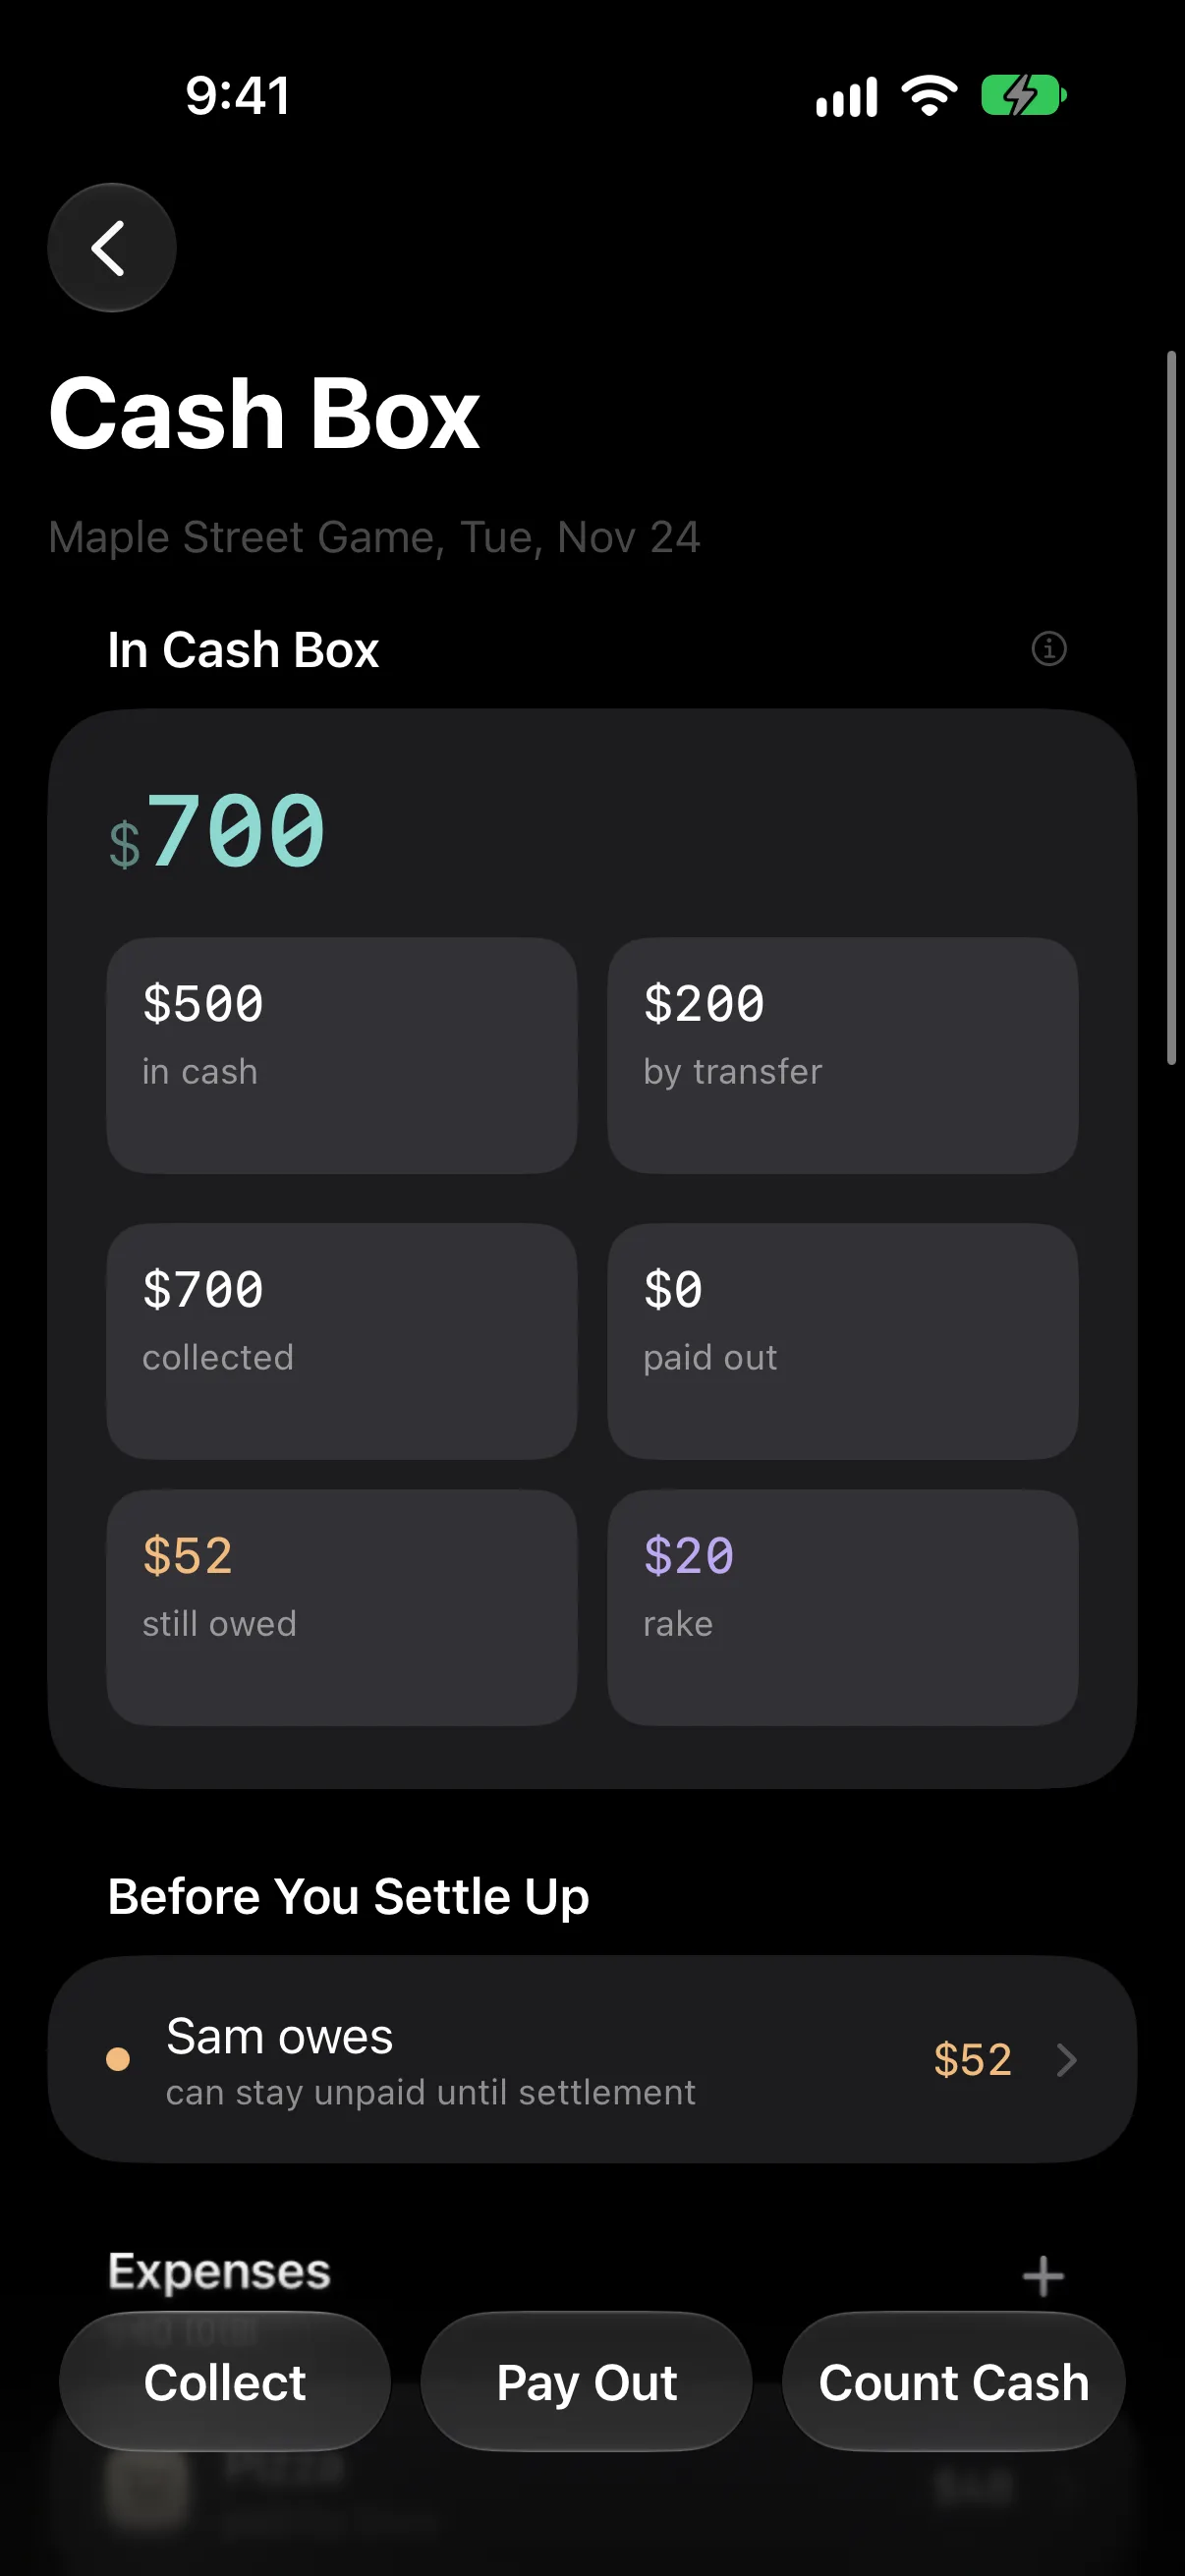 9:41
Cash Box
Maple Street Game, Tue, Nov 24
In Cash Box
$700
$500
in cash
$200
by transfer
$700
collected
$0
paid out
$52
still owed
$20
rake
Before You Settle Up
Sam owes
can stay unpaid until settlement
$52
Expenses
Collect
Pay Out
Count Cash
Pizza